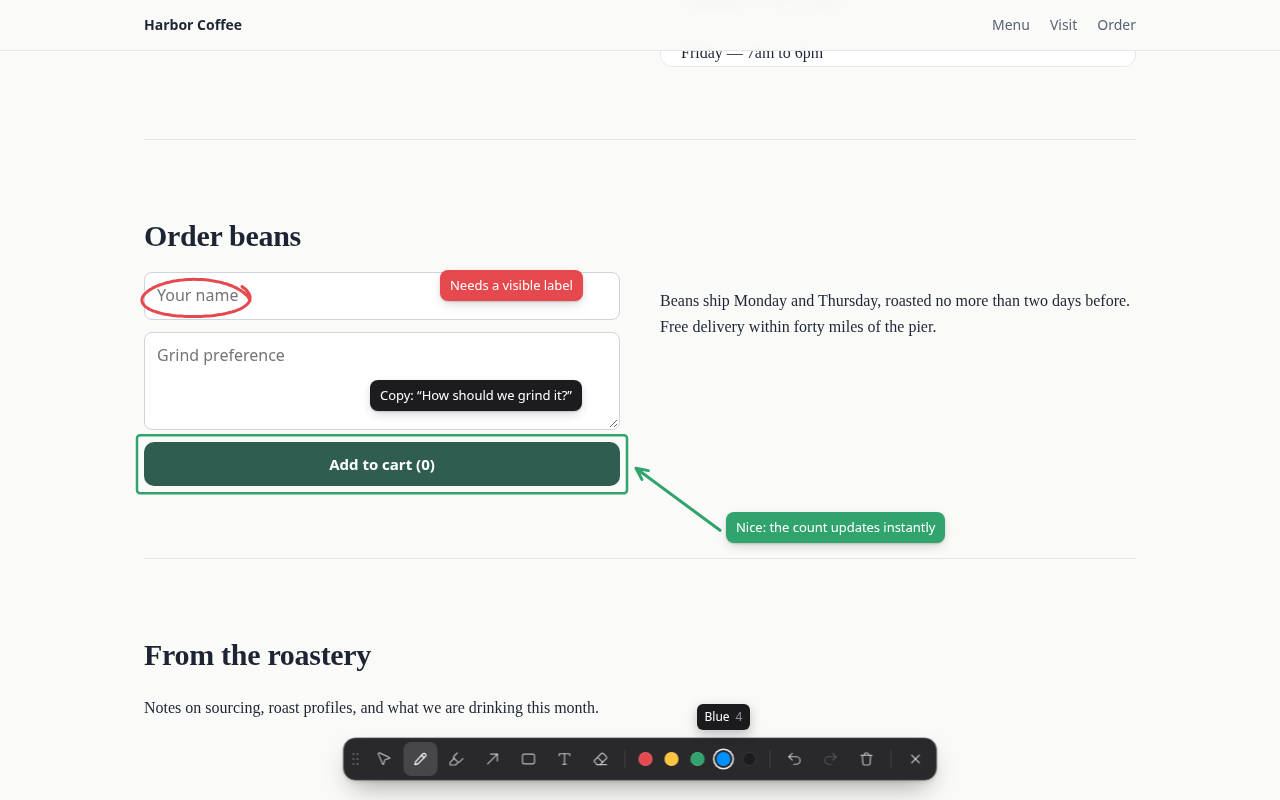 Harbor Coffee
Menu Visit Order
Friday — 7am to 6pm
Order beans
Your name
Needs a visible label
Beans ship Monday and Thursday, roasted no more than two days before.
Free delivery within forty miles of the pier.
Grind preference
Copy: “How should we grind it?”
Add to cart (0)
Nice: the count updates instantly
From the roastery
Notes on sourcing, roast profiles, and what we are drinking this month.
Blue 4